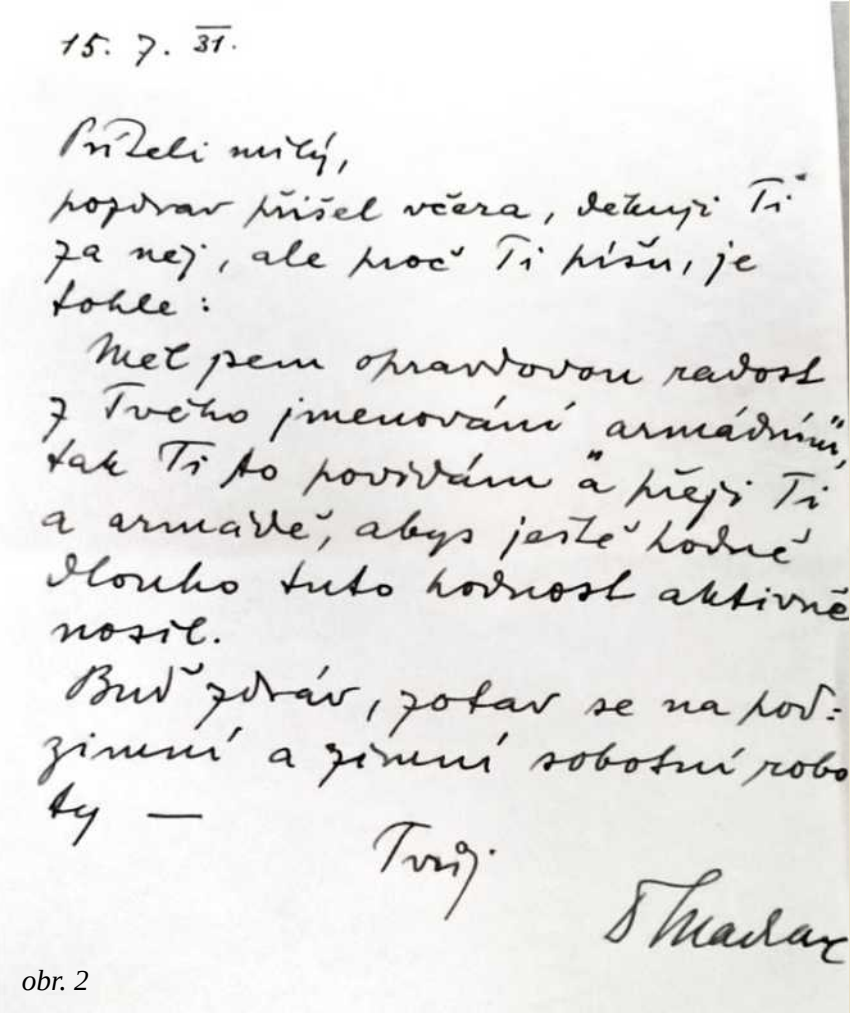 15. 7. 31.
Příteli milý,
pozdrav přišel včera, děkuji Ti
za nej, ale proč Ti píšu, je
tohle:
Měl jsem opravdovou radost
z Tvého jmenování "armádním",
tak Ti to povídám a přeji Ti
a armádě, abys ještě hodně
dlouho tuto hodnost aktivně
nosil.
Buď zdráv, zotav se na pod:
zimní a zimní sobotní robo
ty —
Tvůj
obr. 2